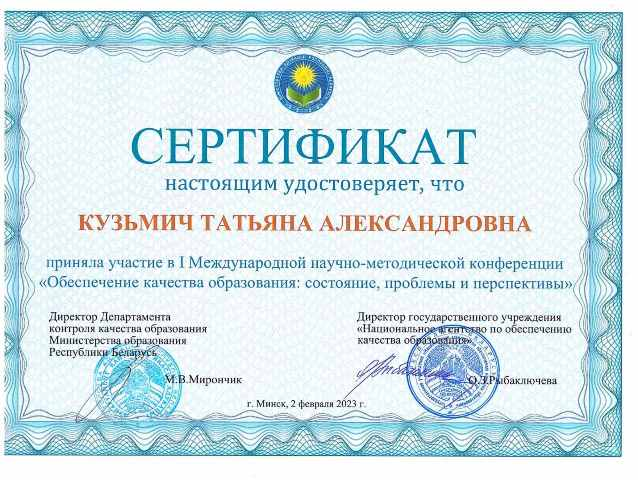 СЕРТИФИКАТ
настоящим удостоверяет, что
КУЗЬМИЧ ТАТЬЯНА АЛЕКСАНДРОВНА
приняла участие в I Международной научно-методической конференции
«Обеспечение качества образования: состояние, проблемы и перспективы»
Директор Департамента
контроля качества образования
Министерства образования
Республики Беларусь
М.В.Мирончик
Директор государственного учреждения
«Национальное агентство по обеспечению
качества образования»
О.З.Рыбаключева
г. Минск, 2 февраля 2023 г.